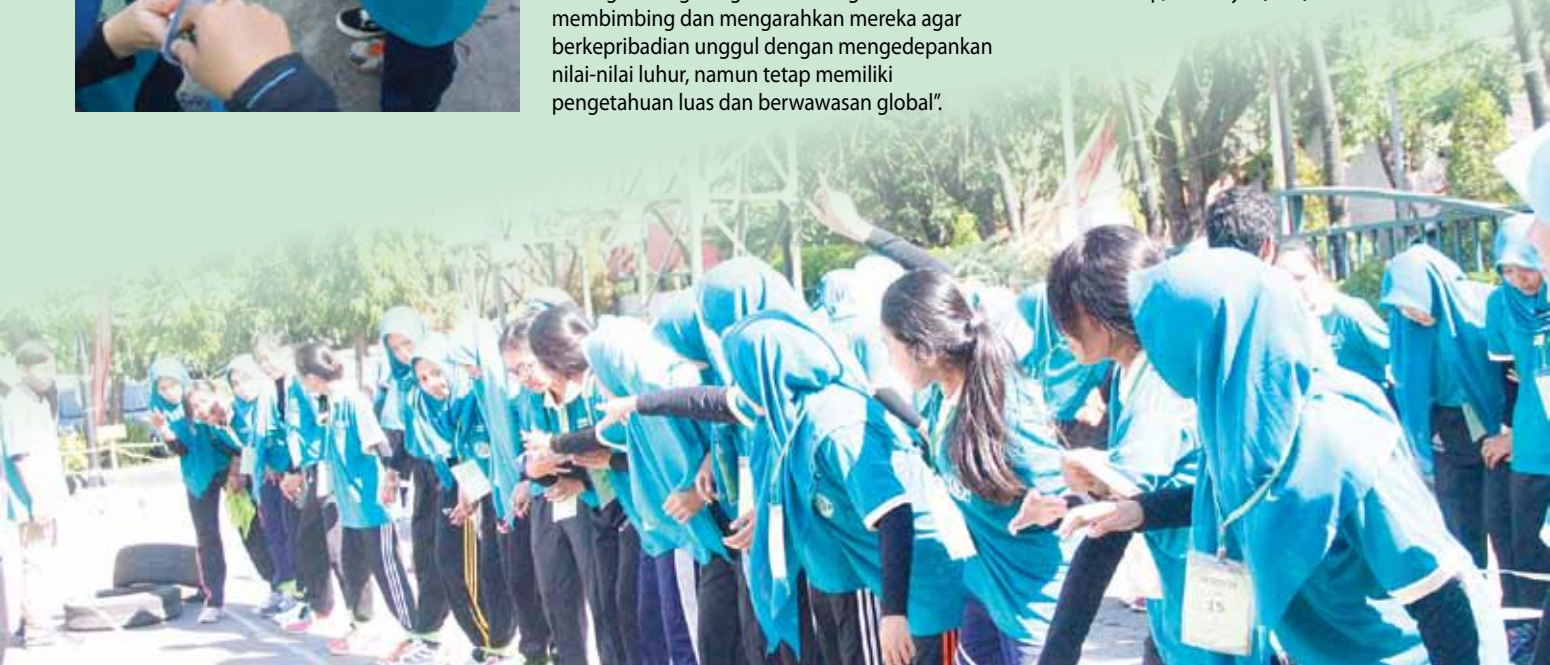 membimbing dan mengarahkan mereka agar
berkepribadian unggul dengan mengedepankan
nilai-nilai luhur, namun tetap memiliki
pengetahuan luas dan berwawasan global”.
15